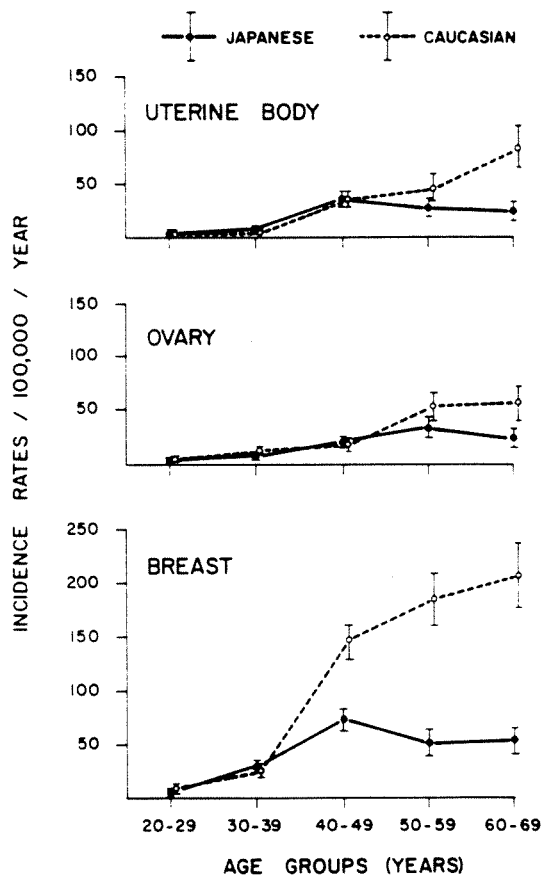 JAPANESE
CAUCASIAN
150
UTERINE BODY
100
50
150
OVARY
100
50
250
BREAST
200
150
100
50
INCIDENCE RATES / 100,000 / YEAR
20-29 30-39 40-49 50-59 60-69
AGE GROUPS (YEARS)